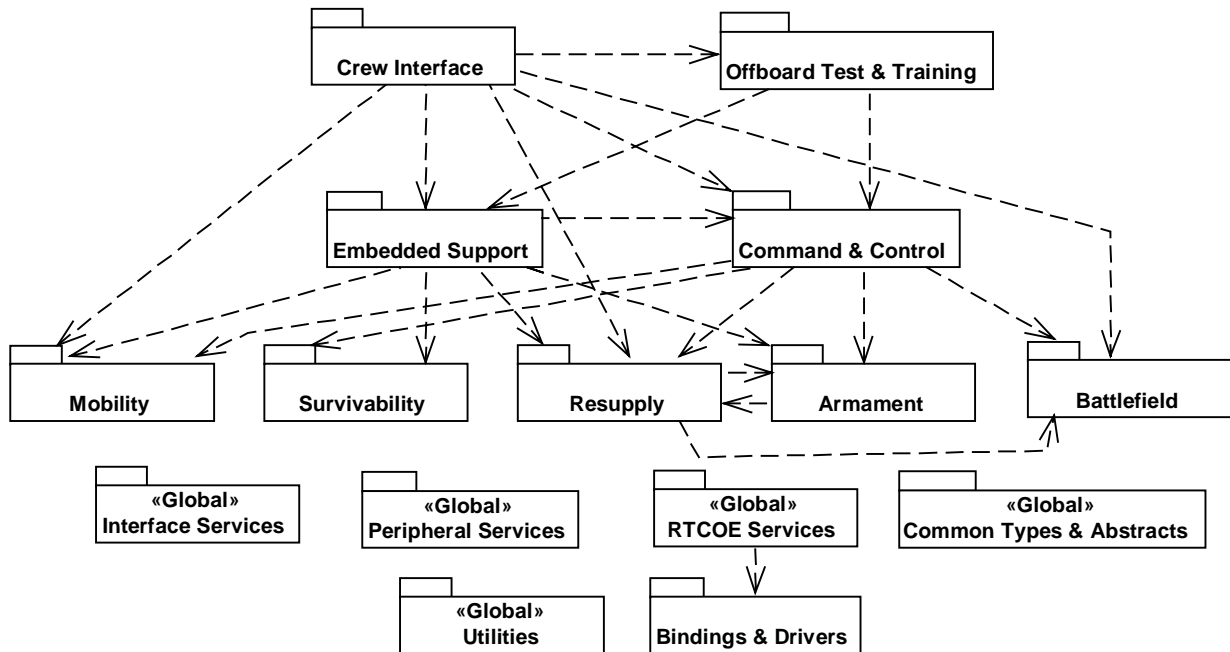 Crew Interface
Offboard Test & Training
Embedded Support
Command & Control
Mobility
Survivability
Resupply
Armament
Battlefield
«Global»
Interface Services
«Global»
Peripheral Services
«Global»
RTCOE Services
«Global»
Common Types & Abstracts
«Global»
Utilities
Bindings & Drivers